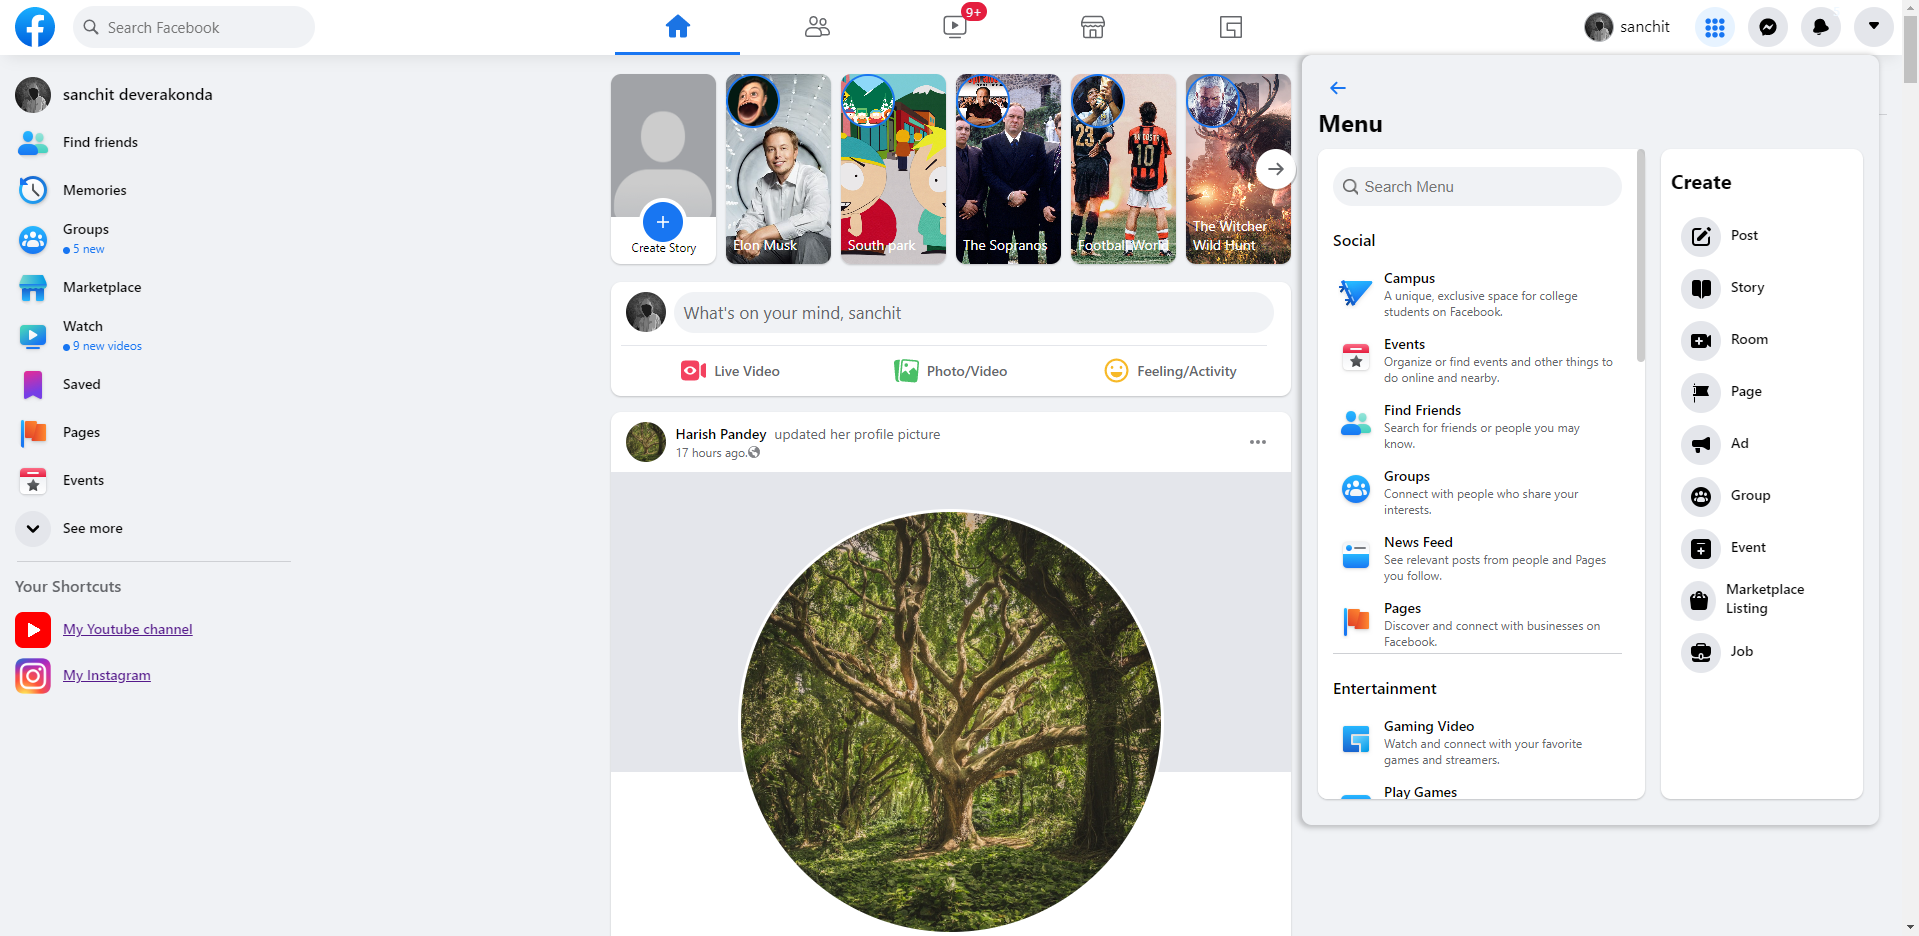 Search Facebook
9+
sanchit
sanchit deverakonda
Find friends
Memories
Groups
5 new
Marketplace
Watch
9 new videos
Saved
Pages
Events
See more
Your Shortcuts
My Youtube channel
My Instagram
Create Story
Elon Musk
South park
The Sopranos
23
10
Football World
The Witcher
Wild Hunt
What's on your mind, sanchit
Live Video
Photo/Video
Feeling/Activity
Harish Pandey updated her profile picture
17 hours ago.
Menu
Search Menu
Social
Campus
A unique, exclusive space for college
students on Facebook.
Events
Organize or find events and other things to
do online and nearby.
Find Friends
Search for friends or people you may
know.
Groups
Connect with people who share your
interests.
News Feed
See relevant posts from people and Pages
you follow.
Pages
Discover and connect with businesses on
Facebook.
Entertainment
Gaming Video
Watch and connect with your favorite
games and streamers.
Play Games
Create
Post
Story
Room
Page
Ad
Group
Event
Marketplace
Listing
Job